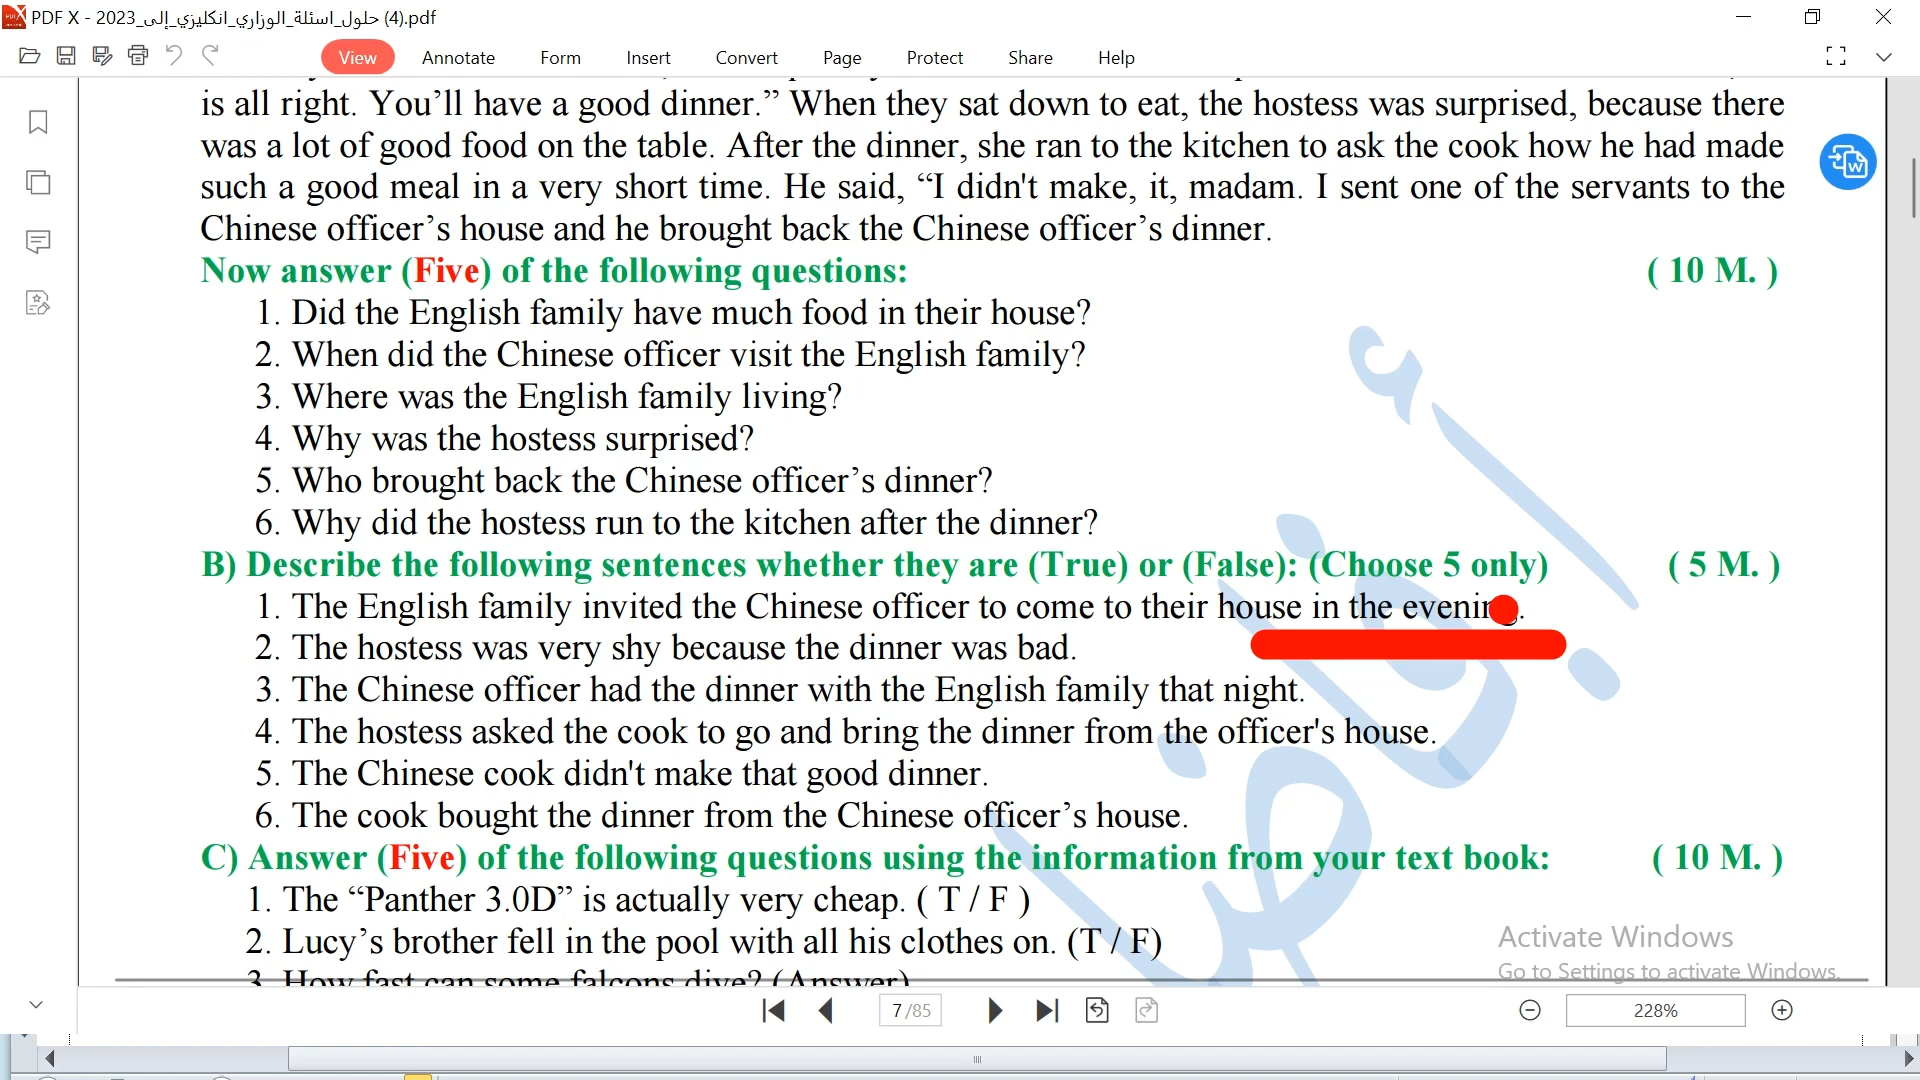 PDF X - حلول_اسئلة_الوزاري_انكليزي_إلى_2023 (4).pdf
View Annotate Form Insert Convert Page Protect Share Help
is all right. You’ll have a good dinner.” When they sat down to eat, the hostess was surprised, because there
was a lot of good food on the table. After the dinner, she ran to the kitchen to ask the cook how he had made
such a good meal in a very short time. He said, “I didn't make, it, madam. I sent one of the servants to the
Chinese officer’s house and he brought back the Chinese officer’s dinner.
Now answer (Five) of the following questions: ( 10 M. )
1. Did the English family have much food in their house?
2. When did the Chinese officer visit the English family?
3. Where was the English family living?
4. Why was the hostess surprised?
5. Who brought back the Chinese officer’s dinner?
6. Why did the hostess run to the kitchen after the dinner?
B) Describe the following sentences whether they are (True) or (False): (Choose 5 only) ( 5 M. )
1. The English family invited the Chinese officer to come to their house in the evening.
2. The hostess was very shy because the dinner was bad.
3. The Chinese officer had the dinner with the English family that night.
4. The hostess asked the cook to go and bring the dinner from the officer's house.
5. The Chinese cook didn't make that good dinner.
6. The cook bought the dinner from the Chinese officer’s house.
C) Answer (Five) of the following questions using the information from your text book: ( 10 M. )
1. The “Panther 3.0D” is actually very cheap. ( T / F )
2. Lucy’s brother fell in the pool with all his clothes on. (T / F)
3. How fast can some falcons dive? (Answer)
Activate Windows
Go to Settings to activate Windows.
7 /85
228%